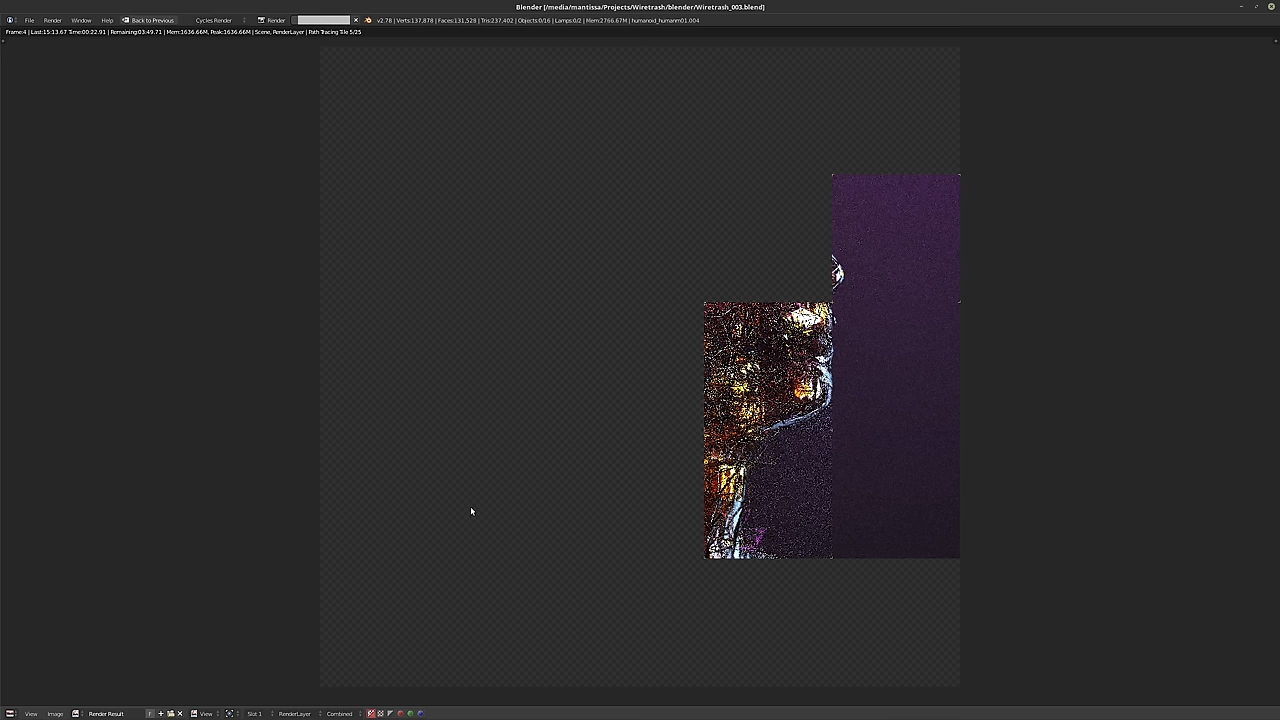 Blender [/media/mantissa/Projects/Wiretrash/blender/Wiretrash_003.blend]
File Render Window Help Back to Previous Cycles Render Render v2.78 | Verts:137,878 | Faces:131,528 | Tris:237,402 | Objects:0/16 | Lamps:0/2 | Mem:2766.67M | humanoid_humanm01.004
Frame:4 | Last:15:13.67 Time:00:22.91 | Remaining:03:49.71 | Mem:1636.66M, Peak:1636.66M | Scene, RenderLayer | Path Tracing Tile 5/25
View Image Render Result F View Slot 1 RenderLayer Combined